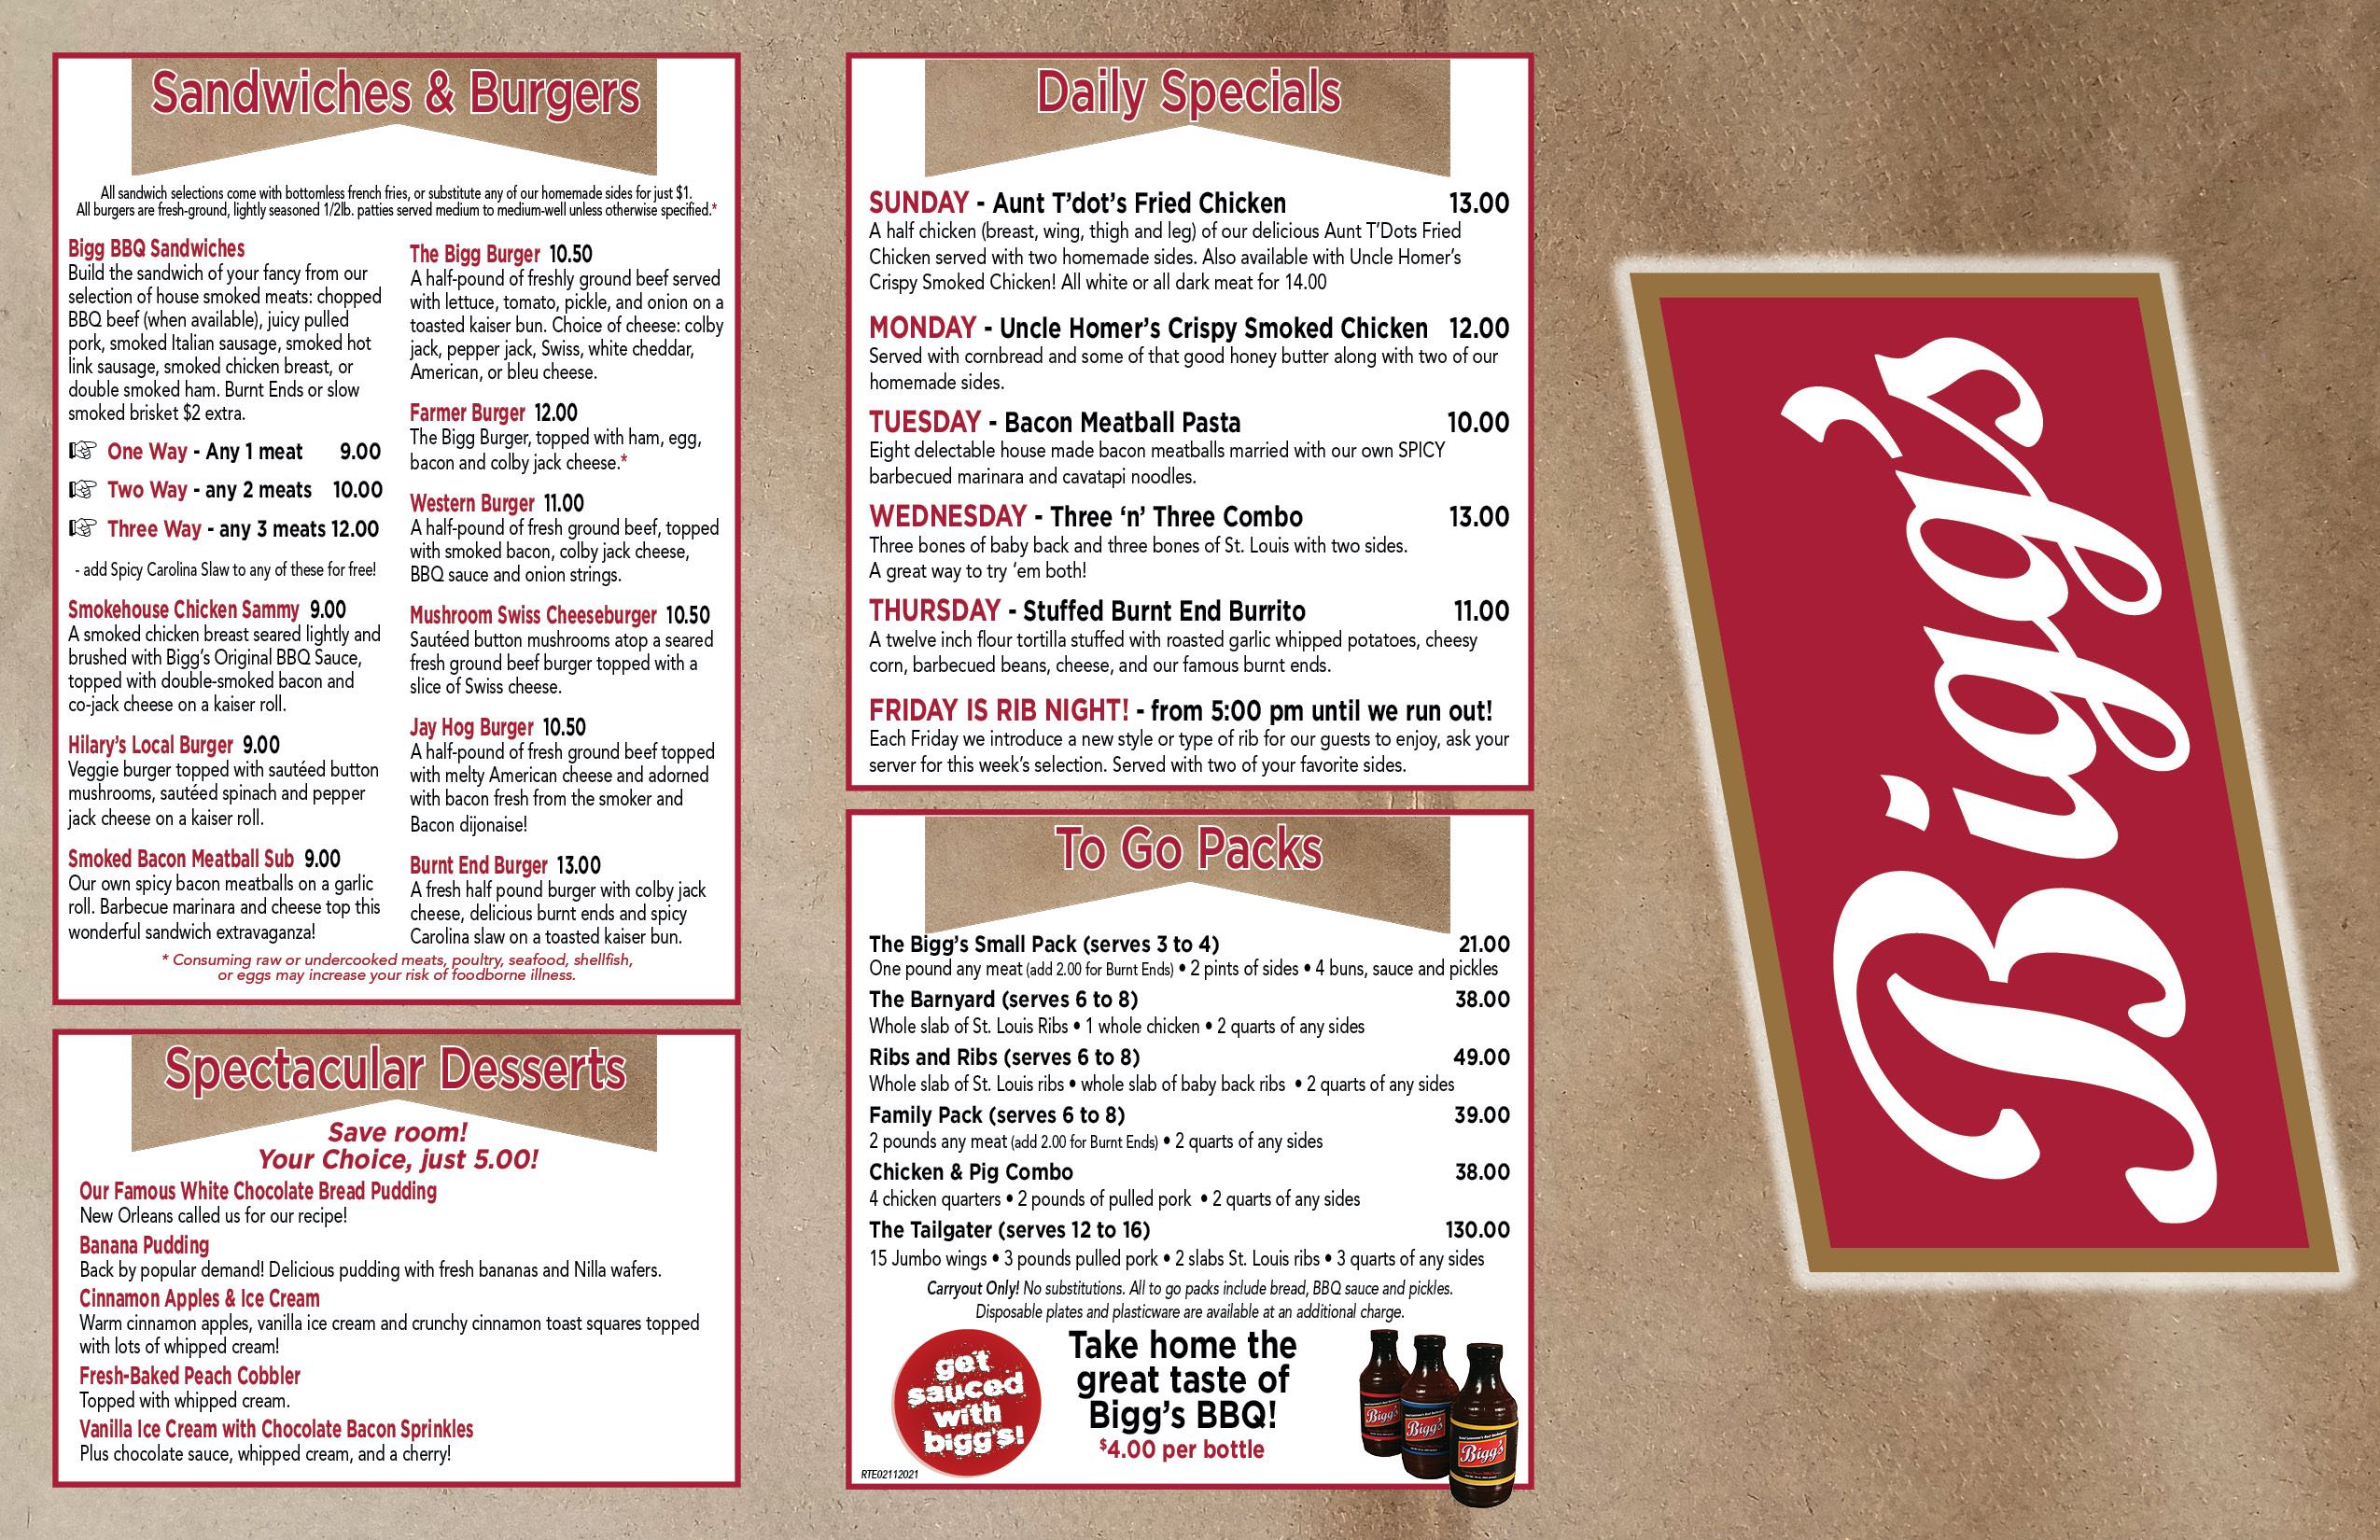 Sandwiches & Burgers
All sandwich selections come with bottomless french fries, or substitute any of our homemade sides for just $1.
All burgers are fresh-ground, lightly seasoned 1/2lb. patties served medium to medium-well unless otherwise specified.*
Bigg BBQ Sandwiches
Build the sandwich of your fancy from our
selection of house smoked meats: chopped
BBQ beef (when available), juicy pulled
pork, smoked Italian sausage, smoked hot
link sausage, smoked chicken breast, or
double smoked ham. Burnt Ends or slow
smoked brisket $2 extra.
One Way - Any 1 meat 9.00
Two Way - any 2 meats 10.00
Three Way - any 3 meats 12.00
- add Spicy Carolina Slaw to any of these for free!
Smokehouse Chicken Sammy 9.00
A smoked chicken breast seared lightly and
brushed with Bigg's Original BBQ Sauce,
topped with double-smoked bacon and
co-jack cheese on a kaiser roll.
Hilary's Local Burger 9.00
Veggie burger topped with sautéed button
mushrooms, sautéed spinach and pepper
jack cheese on a kaiser roll.
Smoked Bacon Meatball Sub 9.00
Our own spicy bacon meatballs on a garlic
roll. Barbecue marinara and cheese top this
wonderful sandwich extravaganza!
The Bigg Burger 10.50
A half-pound of freshly ground beef served
with lettuce, tomato, pickle, and onion on a
toasted kaiser bun. Choice of cheese: colby
jack, pepper jack, Swiss, white cheddar,
American, or bleu cheese.
Farmer Burger 12.00
The Bigg Burger, topped with ham, egg,
bacon and colby jack cheese.*
Western Burger 11.00
A half-pound of fresh ground beef, topped
with smoked bacon, colby jack cheese,
BBQ sauce and onion strings.
Mushroom Swiss Cheeseburger 10.50
Sautéed button mushrooms atop a seared
fresh ground beef burger topped with a
slice of Swiss cheese.
Jay Hog Burger 10.50
A half-pound of fresh ground beef topped
with melty American cheese and adorned
with bacon fresh from the smoker and
Bacon dijonaise!
Burnt End Burger 13.00
A fresh half pound burger with colby jack
cheese, delicious burnt ends and spicy
Carolina slaw on a toasted kaiser bun.
* Consuming raw or undercooked meats, poultry, seafood, shellfish,
or eggs may increase your risk of foodborne illness.
Spectacular Desserts
Save room!
Your Choice, just 5.00!
Our Famous White Chocolate Bread Pudding
New Orleans called us for our recipe!
Banana Pudding
Back by popular demand! Delicious pudding with fresh bananas and Nilla wafers.
Cinnamon Apples & Ice Cream
Warm cinnamon apples, vanilla ice cream and crunchy cinnamon toast squares topped
with lots of whipped cream!
Fresh-Baked Peach Cobbler
Topped with whipped cream.
Vanilla Ice Cream with Chocolate Bacon Sprinkles
Plus chocolate sauce, whipped cream, and a cherry!
Daily Specials
SUNDAY - Aunt T'dot's Fried Chicken 13.00
A half chicken (breast, wing, thigh and leg) of our delicious Aunt T'Dots Fried
Chicken served with two homemade sides. Also available with Uncle Homer's
Crispy Smoked Chicken! All white or all dark meat for 14.00
MONDAY - Uncle Homer's Crispy Smoked Chicken 12.00
Served with cornbread and some of that good honey butter along with two of our
homemade sides.
TUESDAY - Bacon Meatball Pasta 10.00
Eight delectable house made bacon meatballs married with our own SPICY
barbecued marinara and cavatapi noodles.
WEDNESDAY - Three 'n' Three Combo 13.00
Three bones of baby back and three bones of St. Louis with two sides.
A great way to try 'em both!
THURSDAY - Stuffed Burnt End Burrito 11.00
A twelve inch flour tortilla stuffed with roasted garlic whipped potatoes, cheesy
corn, barbecued beans, cheese, and our famous burnt ends.
FRIDAY IS RIB NIGHT! - from 5:00 pm until we run out!
Each Friday we introduce a new style or type of rib for our guests to enjoy, ask your
server for this week's selection. Served with two of your favorite sides.
To Go Packs
The Bigg's Small Pack (serves 3 to 4) 21.00
One pound any meat (add 2.00 for Burnt Ends) • 2 pints of sides • 4 buns, sauce and pickles
The Barnyard (serves 6 to 8) 38.00
Whole slab of St. Louis Ribs • 1 whole chicken • 2 quarts of any sides
Ribs and Ribs (serves 6 to 8) 49.00
Whole slab of St. Louis ribs • whole slab of baby back ribs • 2 quarts of any sides
Family Pack (serves 6 to 8) 39.00
2 pounds any meat (add 2.00 for Burnt Ends) • 2 quarts of any sides
Chicken & Pig Combo 38.00
4 chicken quarters • 2 pounds of pulled pork • 2 quarts of any sides
The Tailgater (serves 12 to 16) 130.00
15 Jumbo wings • 3 pounds pulled pork • 2 slabs St. Louis ribs • 3 quarts of any sides
Carryout Only! No substitutions. All to go packs include bread, BBQ sauce and pickles.
Disposable plates and plasticware are available at an additional charge.
get
sauced
with
bigg's!
Take home the
great taste of
Bigg's BBQ!
$4.00 per bottle
Bigg's
Bigg's
Bigg's
RTE02112021
Bigg's